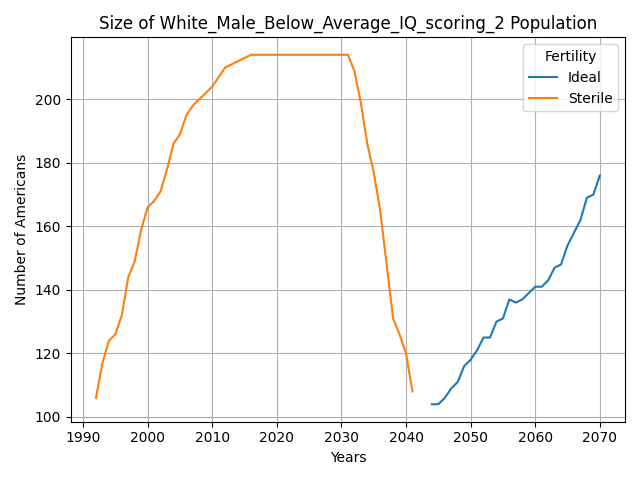 Size of White_Male_Below_Average_IQ_scoring_2 Population
Fertility
Ideal
Sterile
Number of Americans
200
180
160
140
120
100
1990 2000 2010 2020 2030 2040 2050 2060 2070
Years